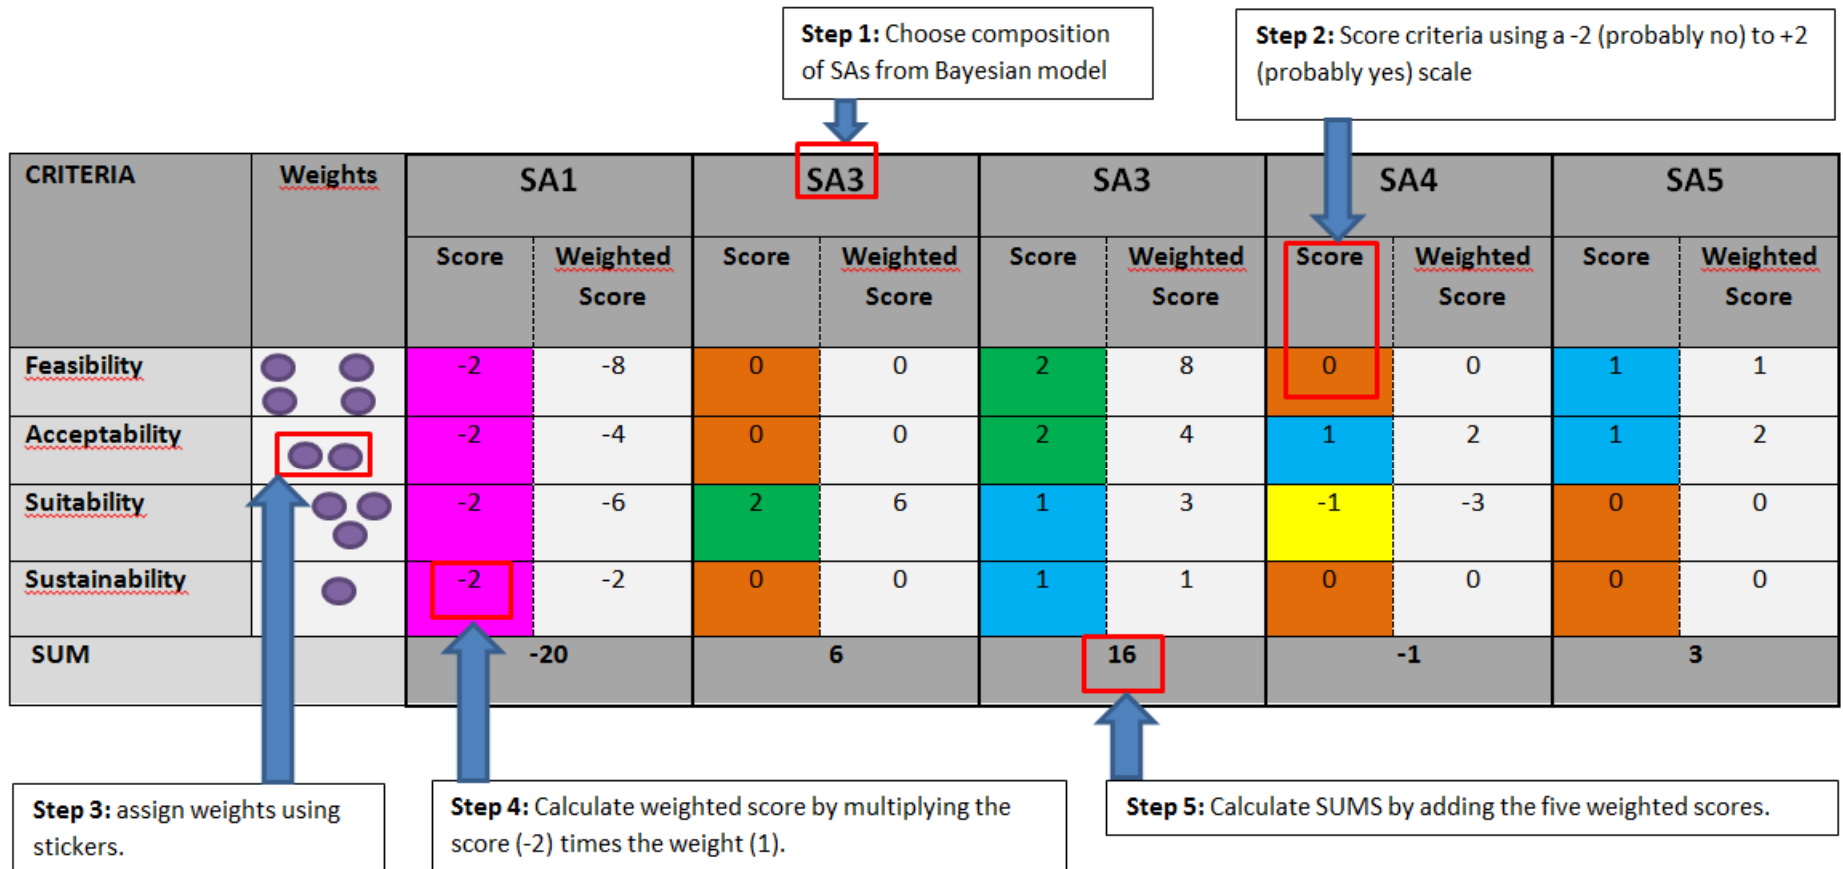 Step 1: Choose composition
of SAs from Bayesian model
Step 2: Score criteria using a -2 (probably no) to +2
(probably yes) scale
CRITERIA Weights SA1 SA3 SA3 SA4 SA5
Score Weighted Score Score Weighted Score Score Weighted Score Score Weighted Score Score Weighted Score
Feasibility -2 -8 0 0 2 8 0 0 1 1
Acceptability -2 -4 0 0 2 4 1 2 1 2
Suitability -2 -6 2 6 1 3 -1 -3 0 0
Sustainability -2 -2 0 0 1 1 0 0 0 0
SUM -20 6 16 -1 3
Step 3: assign weights using
stickers.
Step 4: Calculate weighted score by multiplying the
score (-2) times the weight (1).
Step 5: Calculate SUMS by adding the five weighted scores.